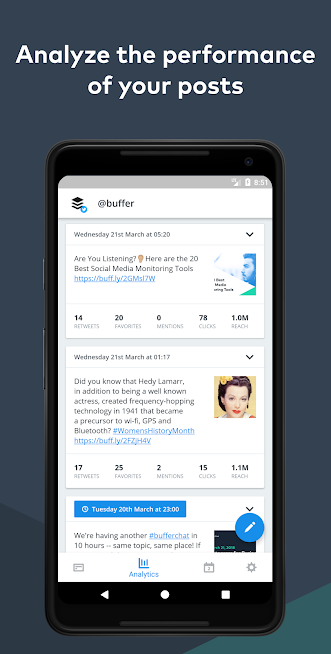 Analyze the performance
of your posts
8:51
@buffer
Wednesday 21st March at 05:20
Are You Listening?👂Here are the 20
Best Social Media Monitoring Tools
https://buff.ly/2GMsl7W
14 20 0 78 1.0M
RETWEETS FAVORITES MENTIONS CLICKS REACH
Wednesday 21st March at 01:17
Did you know that Hedy Lamarr,
in addition to being a well known
actress, created frequency-hopping
technology in 1941 that became
a precursor to wi-fi, GPS and
Bluetooth? #WomensHistoryMonth
https://buff.ly/2FZjH4V
17 25 2 15 1.1M
RETWEETS FAVORITES MENTIONS CLICKS REACH
Tuesday 20th March at 23:00
We're having another #bufferchat in
10 hours -- same topic, same place! If
Analytics